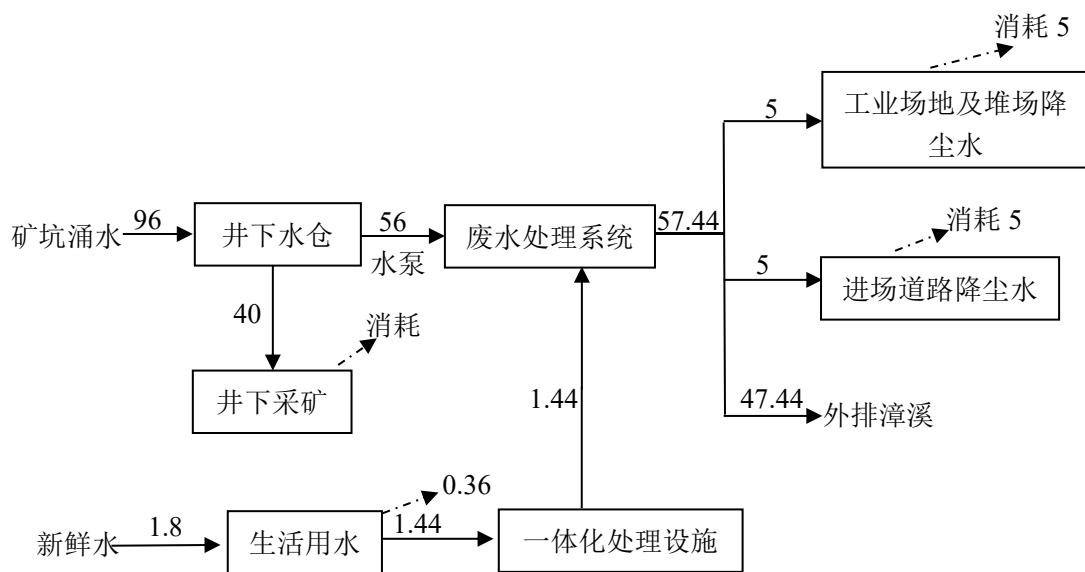 消耗 5
工业场地及堆场降
尘水
5
矿坑涌水
96
井下水仓
56
水泵
废水处理系统
57.44
消耗 5
5
进场道路降尘水
40
消耗
井下采矿
1.44
47.44
外排漳溪
新鲜水
1.8
生活用水
0.36
1.44
一体化处理设施